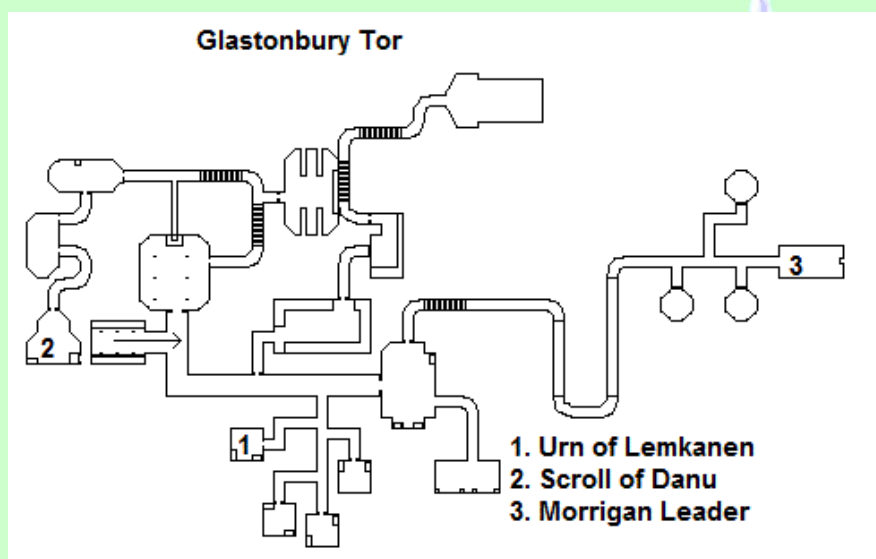 Glastonbury Tor
3
2
1
1. Urn of Lemkanen
2. Scroll of Danu
3. Morrigan Leader